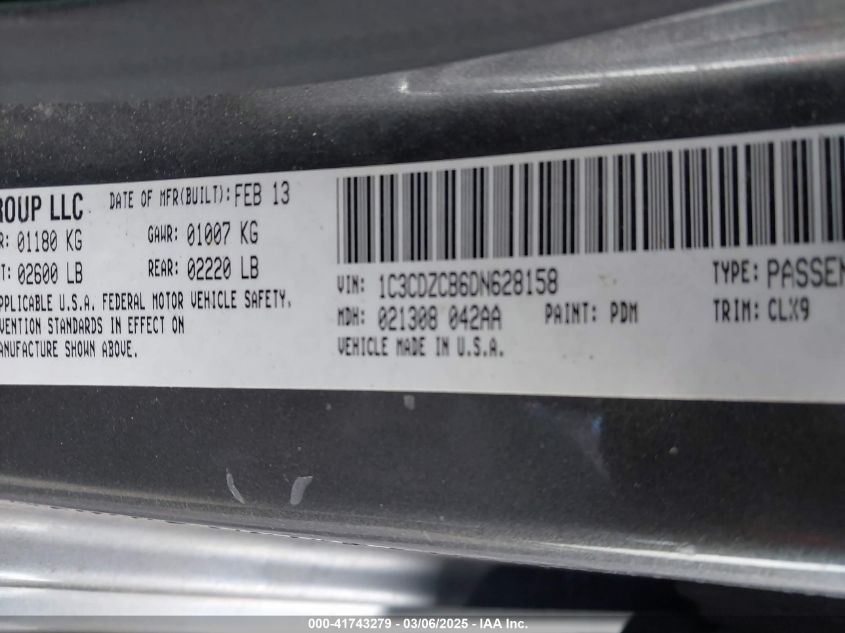 ROUP LLC DATE OF MFR(BUILT): FEB 13
R: 01180 KG GAWR: 01007 KG
T: 02600 LB REAR: 02220 LB
APPLICABLE U.S.A. FEDERAL MOTOR VEHICLE SAFETY,
VENTION STANDARDS IN EFFECT ON
ANUFACTURE SHOWN ABOVE.
VIN: 1C3CDZCB6DN628158 TYPE: PASSEN
MDH: 021308 042AA PAINT: PDM TRIM: CLX9
VEHICLE MADE IN U.S.A.
000-41743279 - 03/06/2025 - IAA Inc.